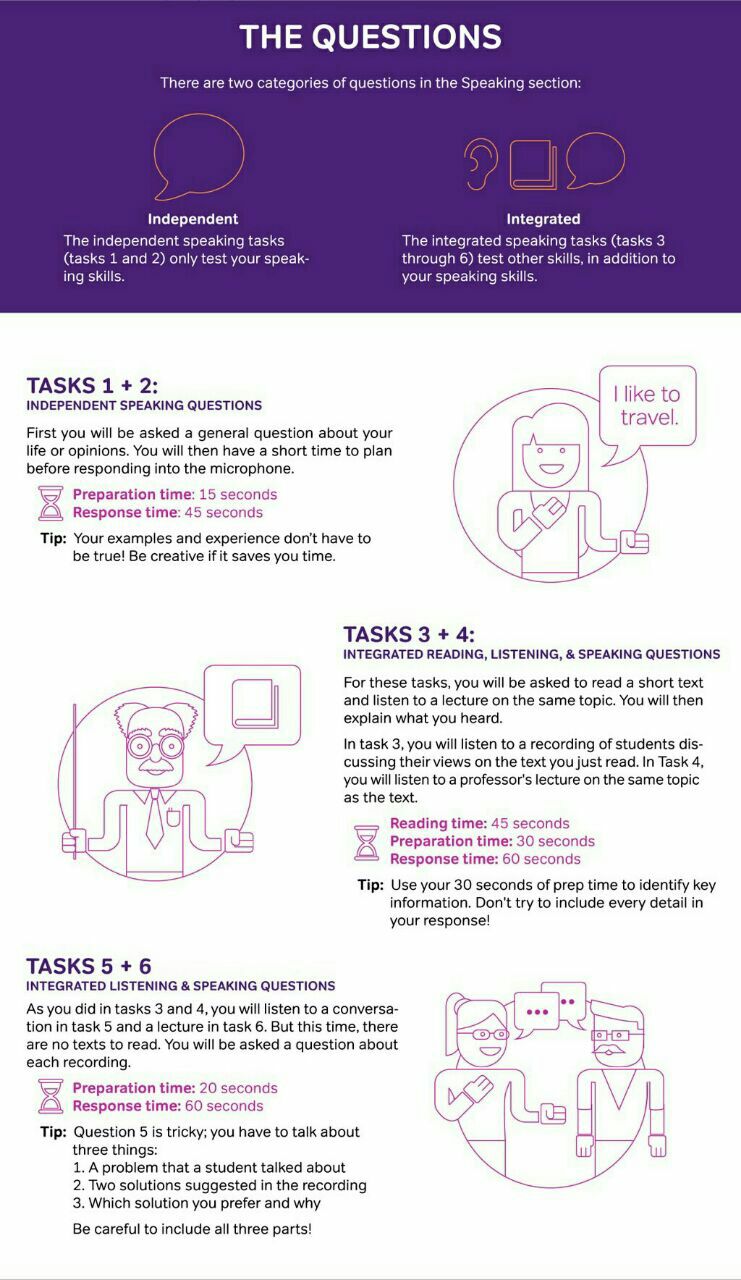 THE QUESTIONS
There are two categories of questions in the Speaking section:
Independent
The independent speaking tasks
(tasks 1 and 2) only test your speak-
ing skills.
Integrated
The integrated speaking tasks (tasks 3
through 6) test other skills, in addition to
your speaking skills.
TASKS 1 + 2:
INDEPENDENT SPEAKING QUESTIONS
First you will be asked a general question about your
life or opinions. You will then have a short time to plan
before responding into the microphone.
Preparation time: 15 seconds
Response time: 45 seconds
Tip: Your examples and experience don't have to
be true! Be creative if it saves you time.
I like to
travel.
TASKS 3 + 4:
INTEGRATED READING, LISTENING, & SPEAKING QUESTIONS
For these tasks, you will be asked to read a short text
and listen to a lecture on the same topic. You will then
explain what you heard.
In task 3, you will listen to a recording of students dis-
cussing their views on the text you just read. In Task 4,
you will listen to a professor's lecture on the same topic
as the text.
Reading time: 45 seconds
Preparation time: 30 seconds
Response time: 60 seconds
Tip: Use your 30 seconds of prep time to identify key
information. Don't try to include every detail in
your response!
TASKS 5 + 6
INTEGRATED LISTENING & SPEAKING QUESTIONS
As you did in tasks 3 and 4, you will listen to a conversa-
tion in task 5 and a lecture in task 6. But this time, there
are no texts to read. You will be asked a question about
each recording.
Preparation time: 20 seconds
Response time: 60 seconds
Tip: Question 5 is tricky; you have to talk about
three things:
1. A problem that a student talked about
2. Two solutions suggested in the recording
3. Which solution you prefer and why
Be careful to include all three parts!